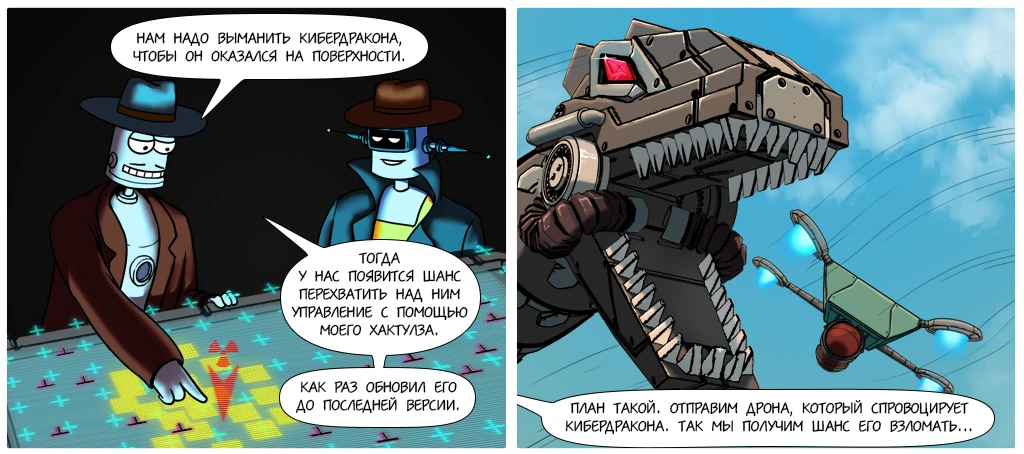 НАМ НАДО ВЫМАНИТЬ КИБЕРДРАКОНА,
ЧТОБЫ ОН ОКАЗАЛСЯ НА ПОВЕРХНОСТИ.
ТОГДА
У НАС ПОЯВИТСЯ ШАНС
ПЕРЕХВАТИТЬ НАД НИМ
УПРАВЛЕНИЕ С ПОМОЩЬЮ
МОЕГО ХАКТУЛЗА.
КАК РАЗ ОБНОВИЛ ЕГО
ДО ПОСЛЕДНЕЙ ВЕРСИИ.
ПЛАН ТАКОЙ. ОТПРАВИМ ДРОНА, КОТОРЫЙ СПРОВОЦИРУЕТ
КИБЕРДРАКОНА. ТАК МЫ ПОЛУЧИМ ШАНС ЕГО ВЗЛОМАТЬ...